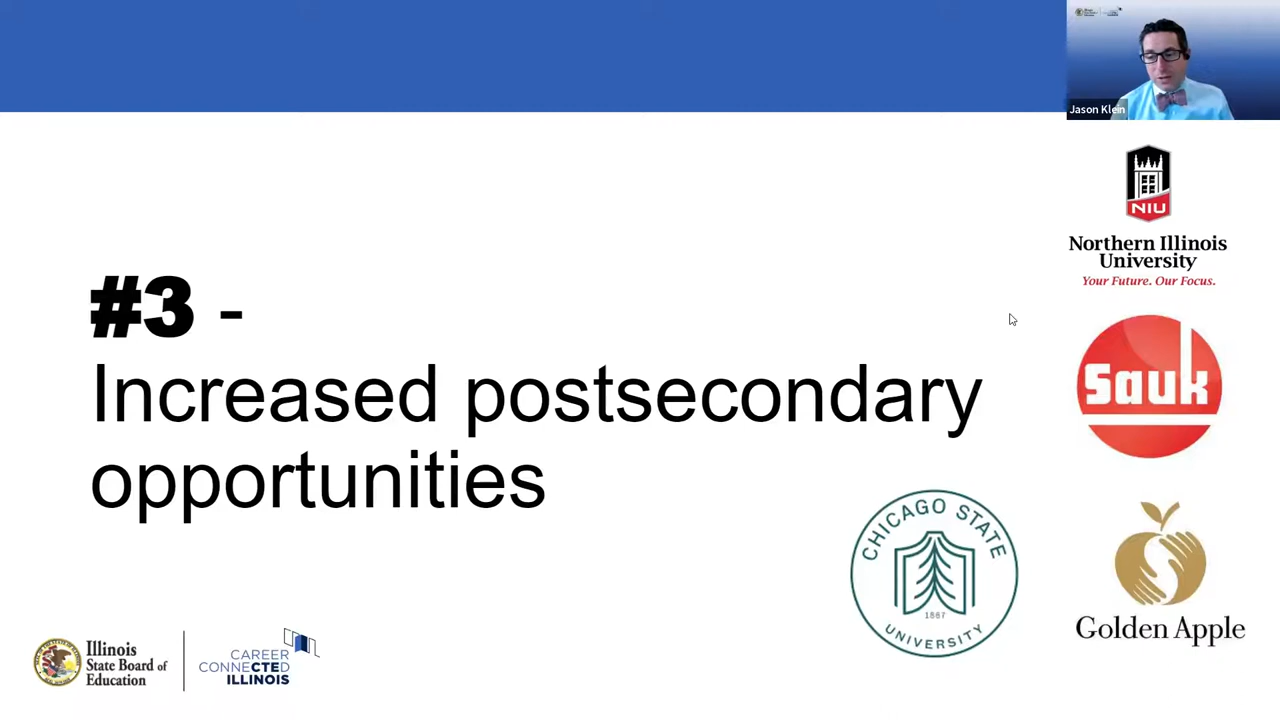 Jason Klein
NIU
Northern Illinois
University
Your Future. Our Focus.
#3 -
Increased postsecondary
opportunities
Sauk
CHICAGO STATE
1867
UNIVERSITY
Golden Apple
Illinois
State Board of
Education
CAREER
CONNECTED
ILLINOIS